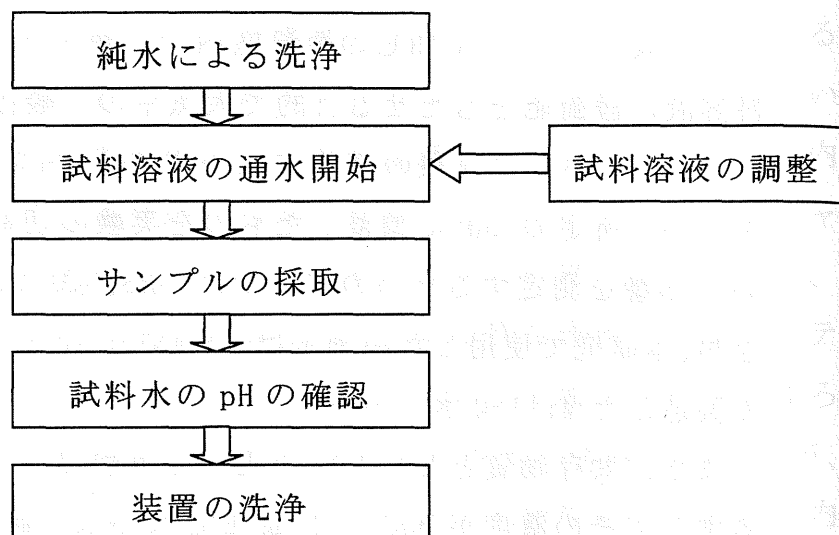 純水による洗浄
試料溶液の通水開始
試料溶液の調整
サンプルの採取
試料水の pH の確認
装置の洗浄